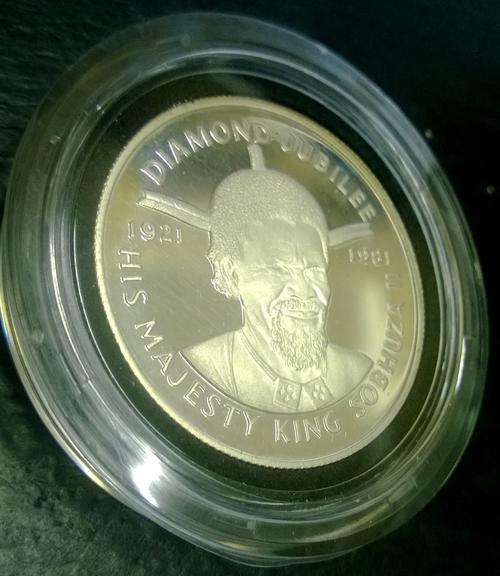 DIAMOND JUBILEE
1921 1981
HIS MAJESTY KING SOBHUZA II